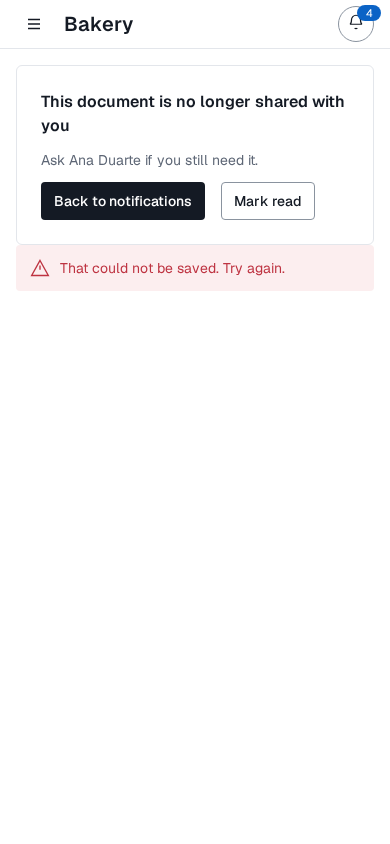 Bakery
4
This document is no longer shared with
you
Ask Ana Duarte if you still need it.
Back to notifications
Mark read
That could not be saved. Try again.